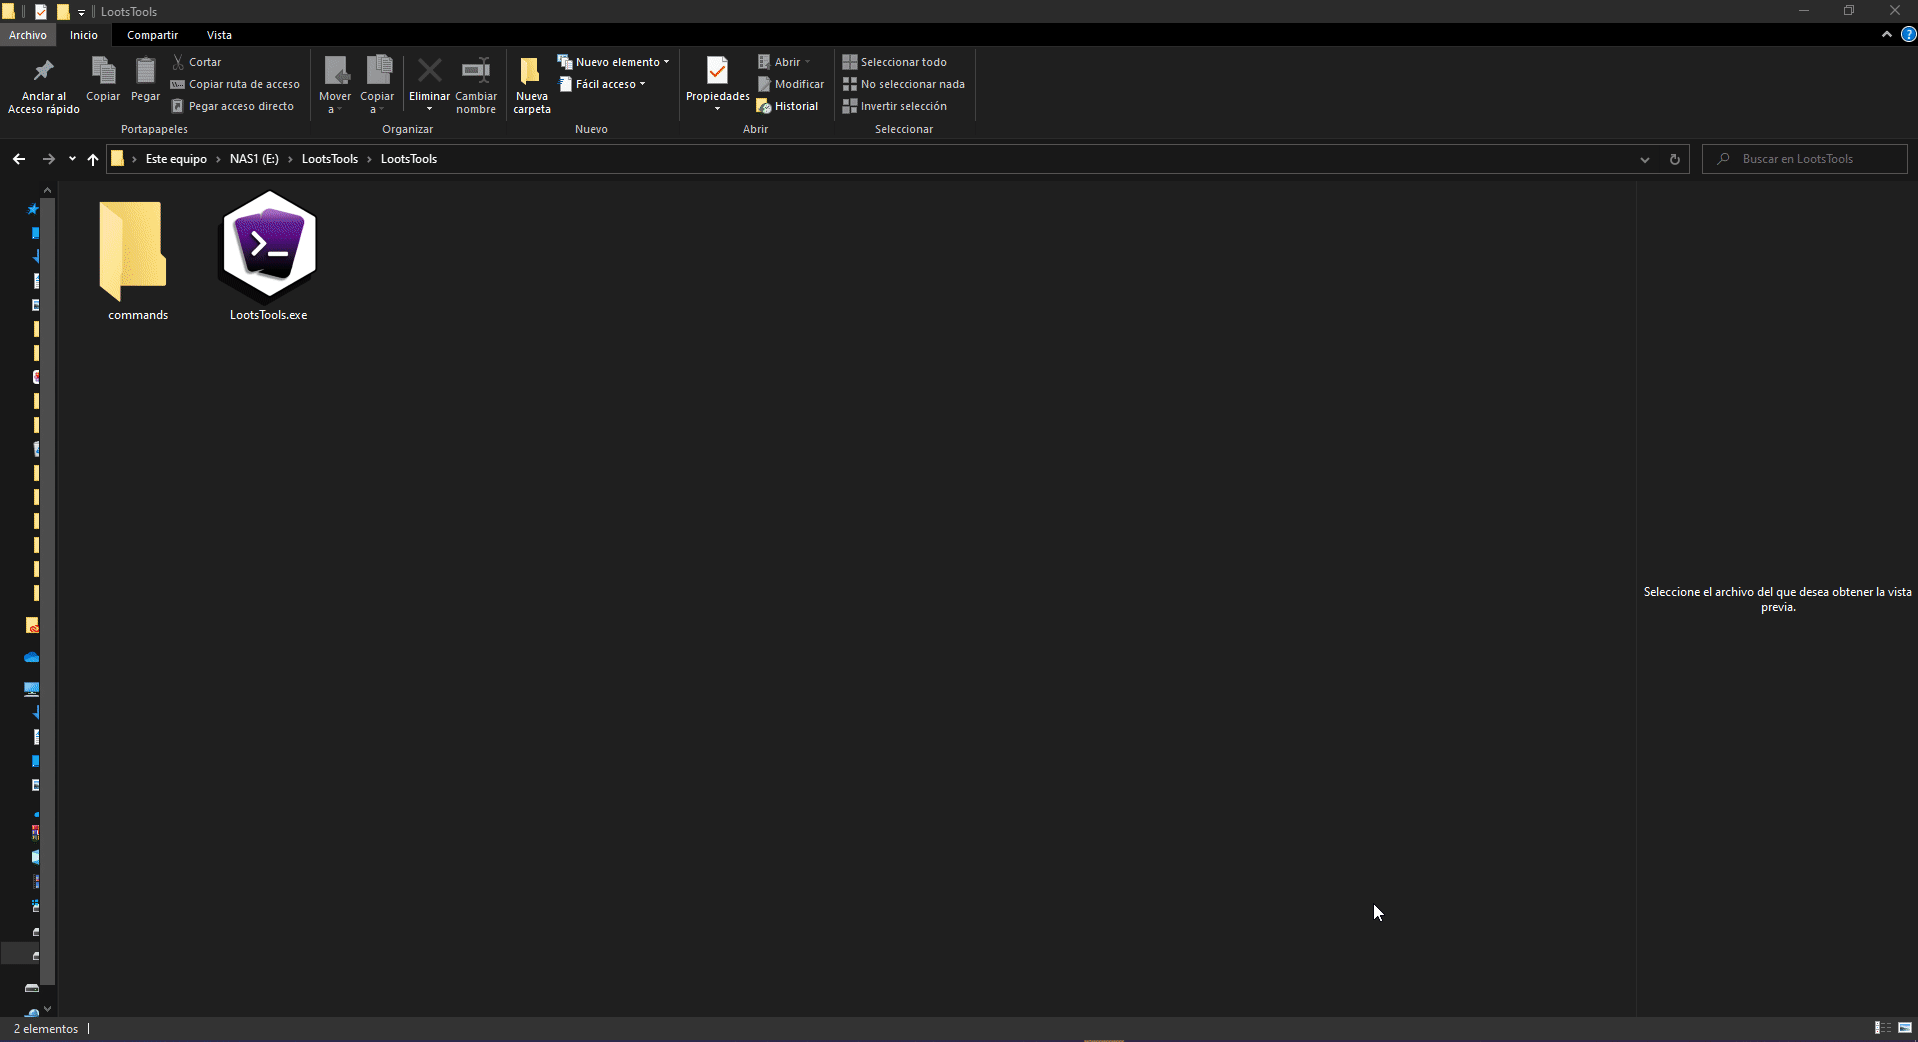 LootsTools
Archivo Inicio Compartir Vista
Anclar al
Acceso rápido
Copiar
Pegar
Cortar
Copiar ruta de acceso
Pegar acceso directo
Portapapeles
Mover
a
Copiar
a
Eliminar
Cambiar
nombre
Organizar
Nueva
carpeta
Nuevo elemento
Fácil acceso
Nuevo
Propiedades
Abrir
Modificar
Historial
Abrir
Seleccionar todo
No seleccionar nada
Invertir selección
Seleccionar
Este equipo › NAS1 (E:) › LootsTools › LootsTools
Buscar en LootsTools
commands
LootsTools.exe
Seleccione el archivo del que desea obtener la vista
previa.
2 elementos